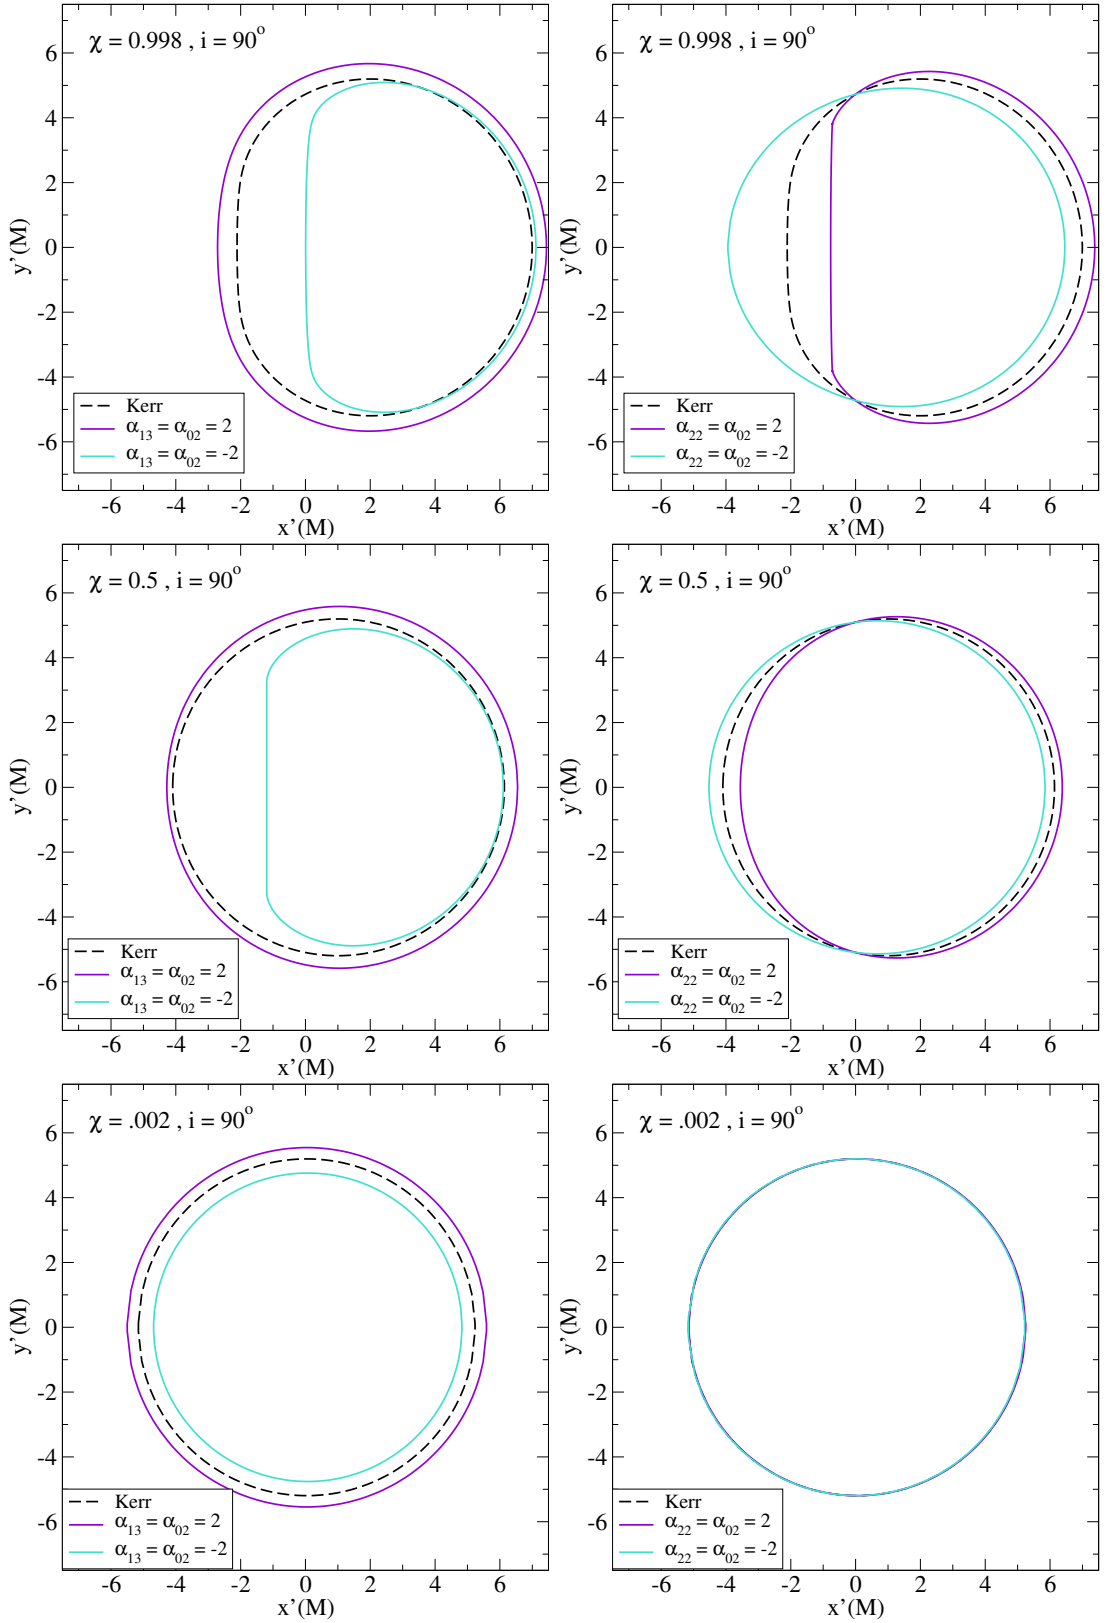 χ = 0.998 , i = 90°
6
4
2
0
-2
-4
-6
y'(M)
Kerr
α₁₃ = α₀₂ = 2
α₁₃ = α₀₂ = -2
-6 -4 -2 0 2 4 6
x'(M)
χ = 0.998 , i = 90°
6
4
2
0
-2
-4
-6
y'(M)
Kerr
α₂₂ = α₀₂ = 2
α₂₂ = α₀₂ = -2
-6 -4 -2 0 2 4 6
x'(M)
χ = 0.5 , i = 90°
6
4
2
0
-2
-4
-6
y'(M)
Kerr
α₁₃ = α₀₂ = 2
α₁₃ = α₀₂ = -2
-6 -4 -2 0 2 4 6
x'(M)
χ = 0.5 , i = 90°
6
4
2
0
-2
-4
-6
y'(M)
Kerr
α₂₂ = α₀₂ = 2
α₂₂ = α₀₂ = -2
-6 -4 -2 0 2 4 6
x'(M)
χ = .002 , i = 90°
6
4
2
0
-2
-4
-6
y'(M)
Kerr
α₁₃ = α₀₂ = 2
α₁₃ = α₀₂ = -2
-6 -4 -2 0 2 4 6
x'(M)
χ = .002 , i = 90°
6
4
2
0
-2
-4
-6
y'(M)
Kerr
α₂₂ = α₀₂ = 2
α₂₂ = α₀₂ = -2
-6 -4 -2 0 2 4 6
x'(M)